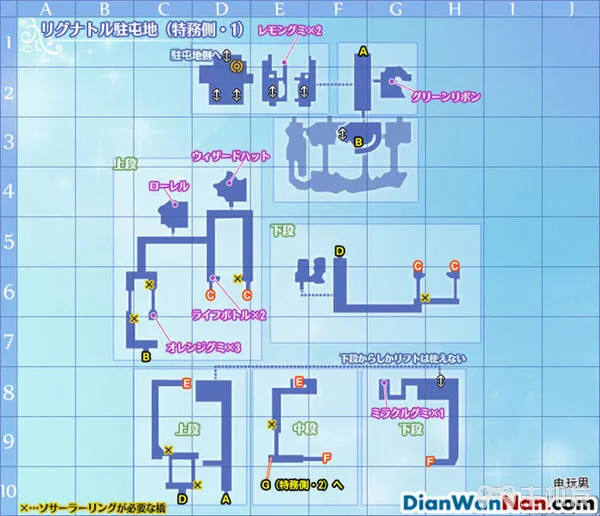 A B C D E F G H I J
1
リグナトル駐屯地（特務側・1）
レモングミ×2
駐屯地側へ
A
2
グリーンリボン
3
B
上段
ウィザードハット
4
ローレル
5
下段
D
C C
6
C C
ライフボトル×2
オレンジグミ×3
7
B
下段からしかリフトは使えない
8
E
E
ミラクルグミ×1
上段
中段
下段
9
F
F
G（特務側・2）へ
10
D
A
×…ソサーラーリングが必要な橋
电玩男
DianWanNan.com